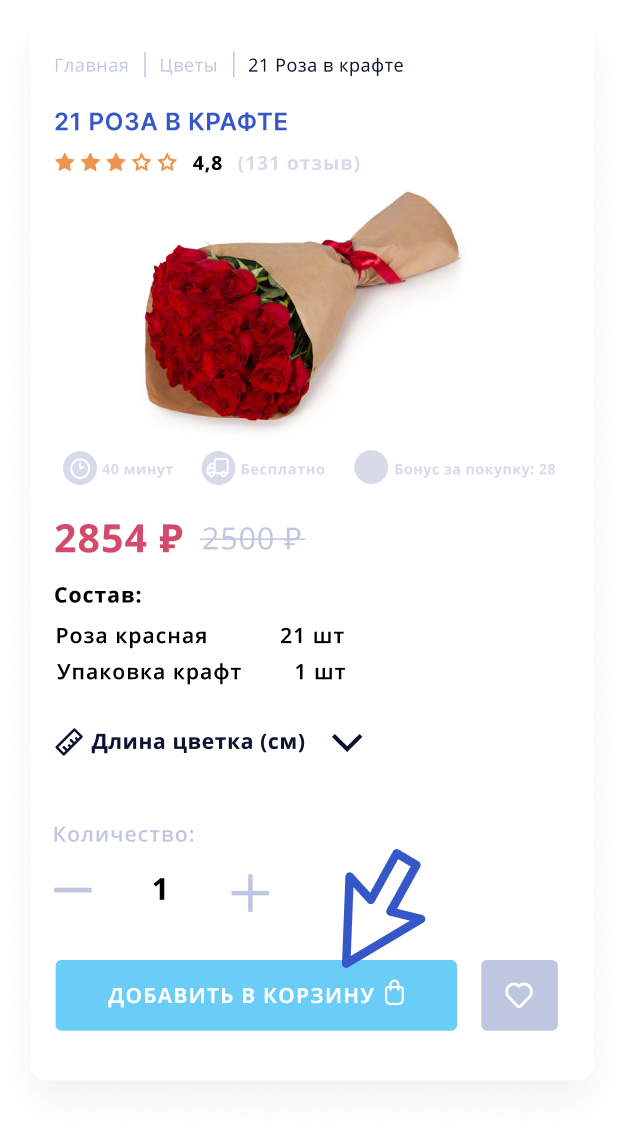 Главная | Цветы | 21 Роза в крафте
21 РОЗА В КРАФТЕ
4,8 (131 отзыв)
40 минут Бесплатно Бонус за покупку: 28
2854 ₽ 2500 ₽
Состав:
Роза красная 21 шт
Упаковка крафт 1 шт
Длина цветка (см)
Количество:
1
ДОБАВИТЬ В КОРЗИНУ